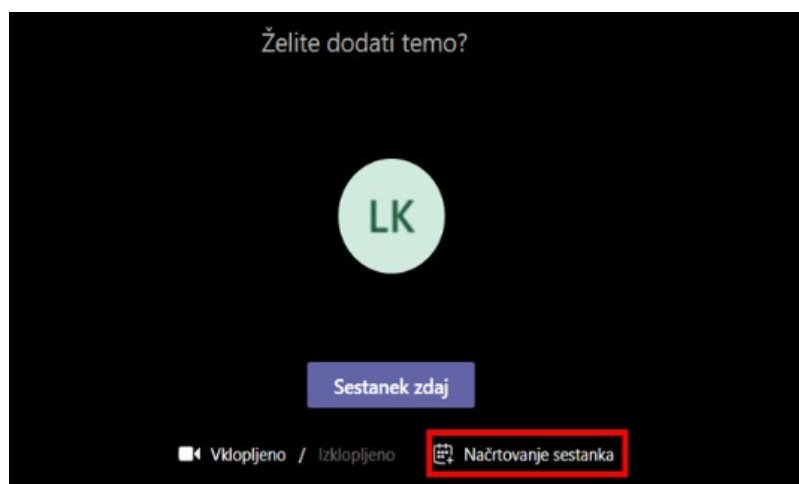 Želite dodati temo?
LK
Sestanek zdaj
Vklopljeno / Izklopljeno Načrtovanje sestanka